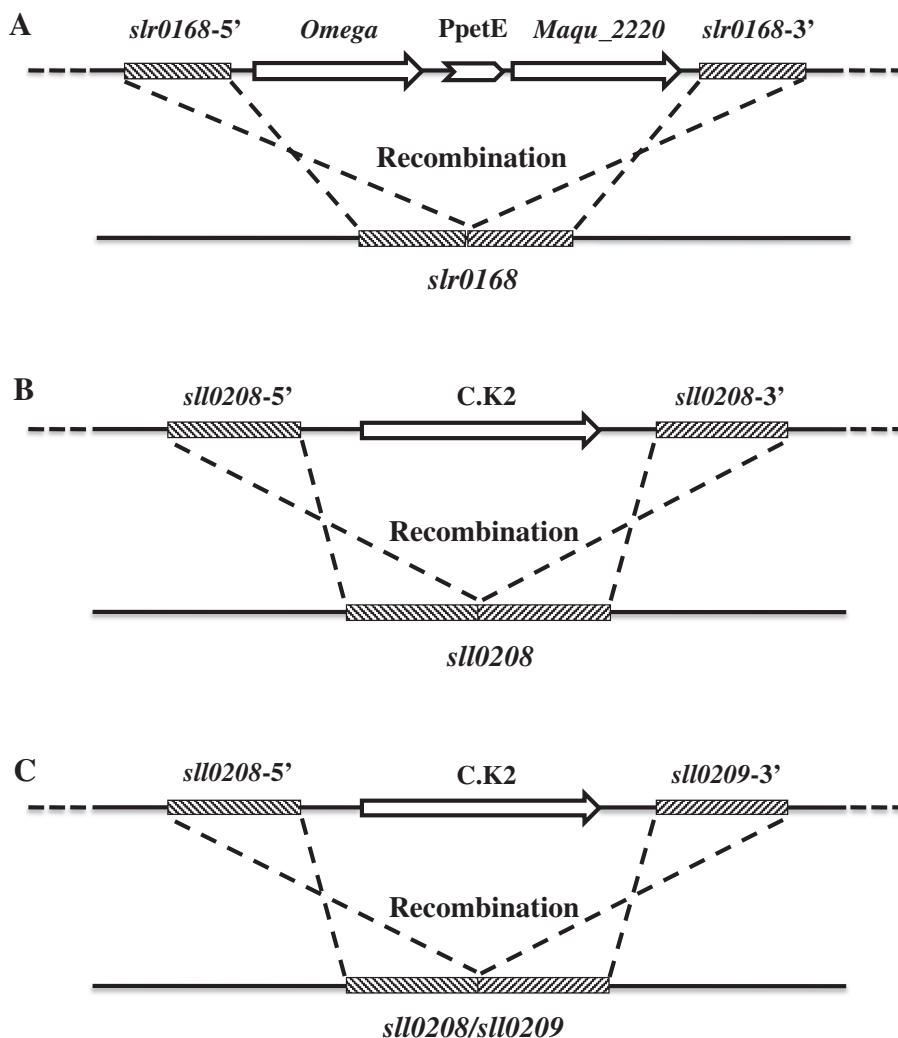 A
slr0168-5’ Omega PpetE Maqu_2220 slr0168-3’
Recombination
slr0168
B
sll0208-5’ C.K2 sll0208-3’
Recombination
sll0208
C
sll0208-5’ C.K2 sll0209-3’
Recombination
sll0208/sll0209